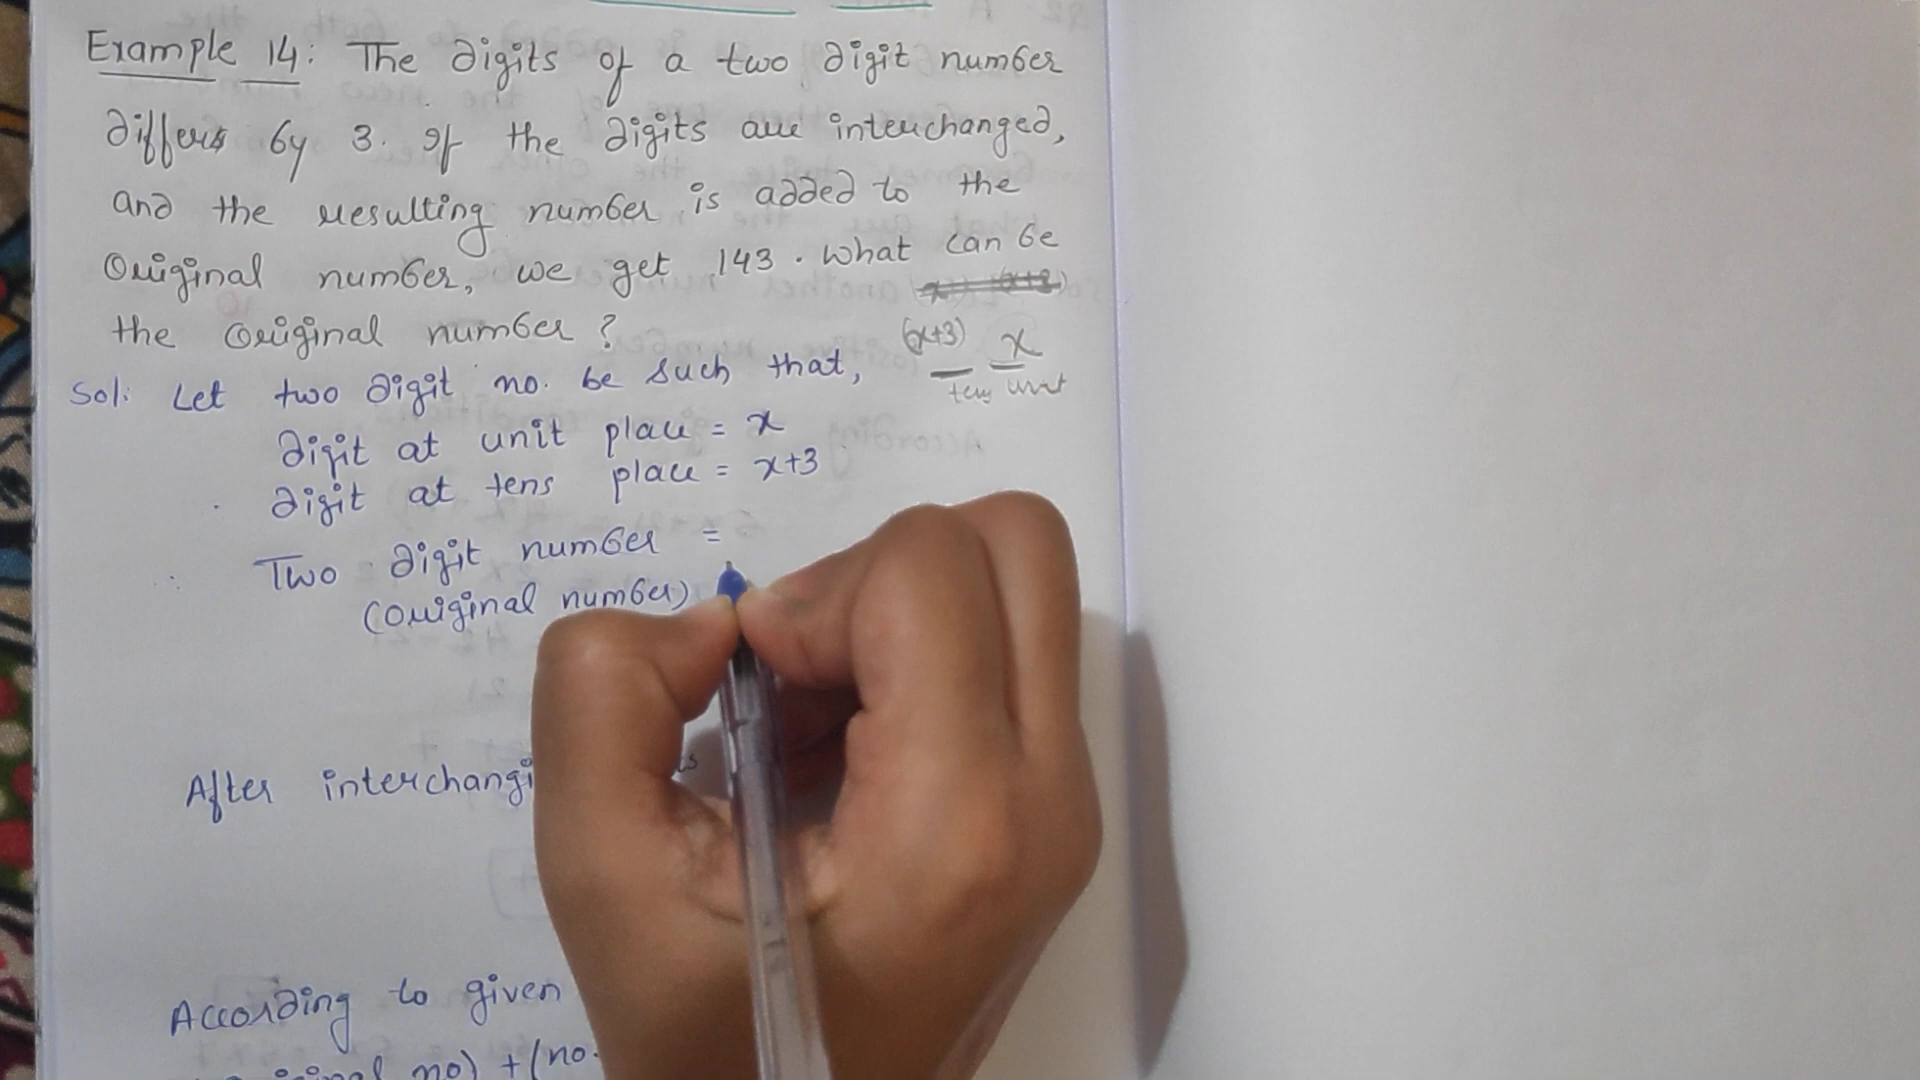 Example 14: The digits of a two digit number
differs by 3. If the digits are interchanged,
and the resulting number is added to the
Original number, we get 143. What can be
the original number?
(x+3) x
tens unit
Sol: Let two digit no. be such that,
digit at unit place = x
digit at tens place = x+3
Two digit number =
(original number)
After interchangi
According to given
no) + (no.